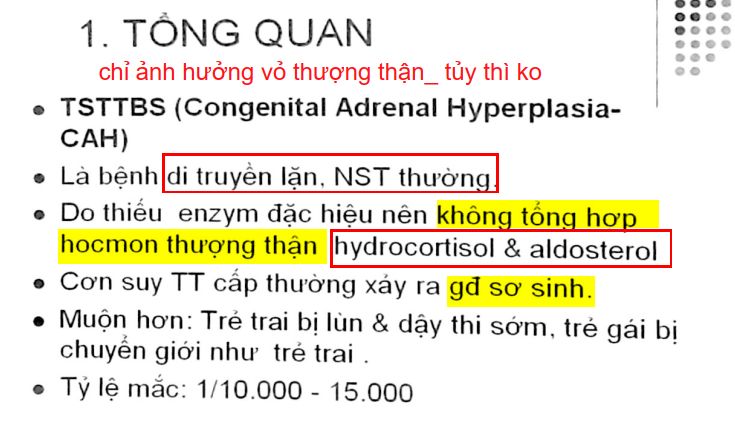 1. TỔNG QUAN
chỉ ảnh hưởng vỏ thượng thận_ tủy thì ko
• TSTTBS (Congenital Adrenal Hyperplasia-
CAH)
• Là bệnh di truyền lặn, NST thường.
• Do thiếu enzym đặc hiệu nên không tổng hợp
hocmon thượng thận hydrocortisol & aldosterol
• Cơn suy TT cấp thường xảy ra gđ sơ sinh.
• Muộn hơn: Trẻ trai bị lùn & dậy thi sớm, trẻ gái bị
chuyển giới như trẻ trai .
• Tỷ lệ mắc: 1/10.000 - 15.000